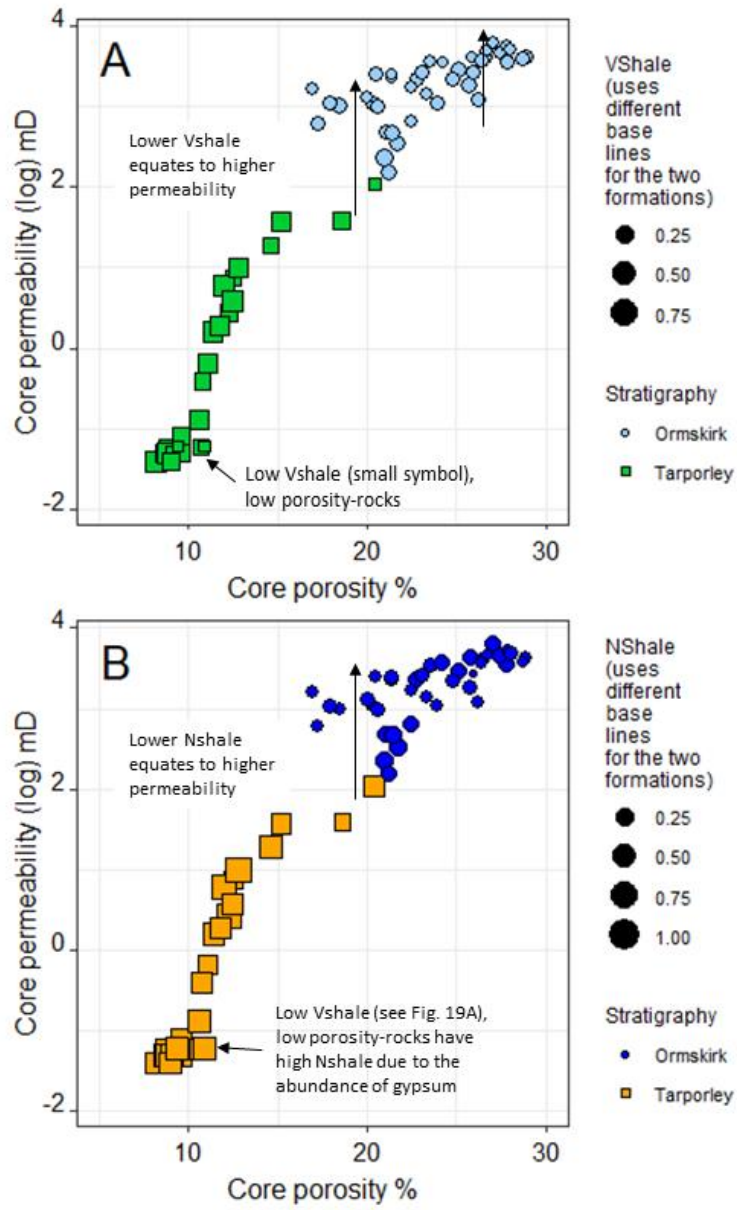 A
4
2
0
-2
Core permeability (log) mD
Lower Vshale
equates to higher
permeability
Low Vshale (small symbol),
low porosity-rocks
10
20
30
Core porosity %
VShale
(uses
different
base
lines
for the two
formations)
0.25
0.50
0.75
Stratigraphy
Ormskirk
Tarporley
B
4
2
0
-2
Core permeability (log) mD
Lower Nshale
equates to higher
permeability
Low Vshale (see Fig. 19A),
low porosity-rocks have
high Nshale due to the
abundance of gypsum
10
20
30
Core porosity %
NShale
(uses
different
base
lines
for the two
formations)
0.25
0.50
0.75
1.00
Stratigraphy
Ormskirk
Tarporley